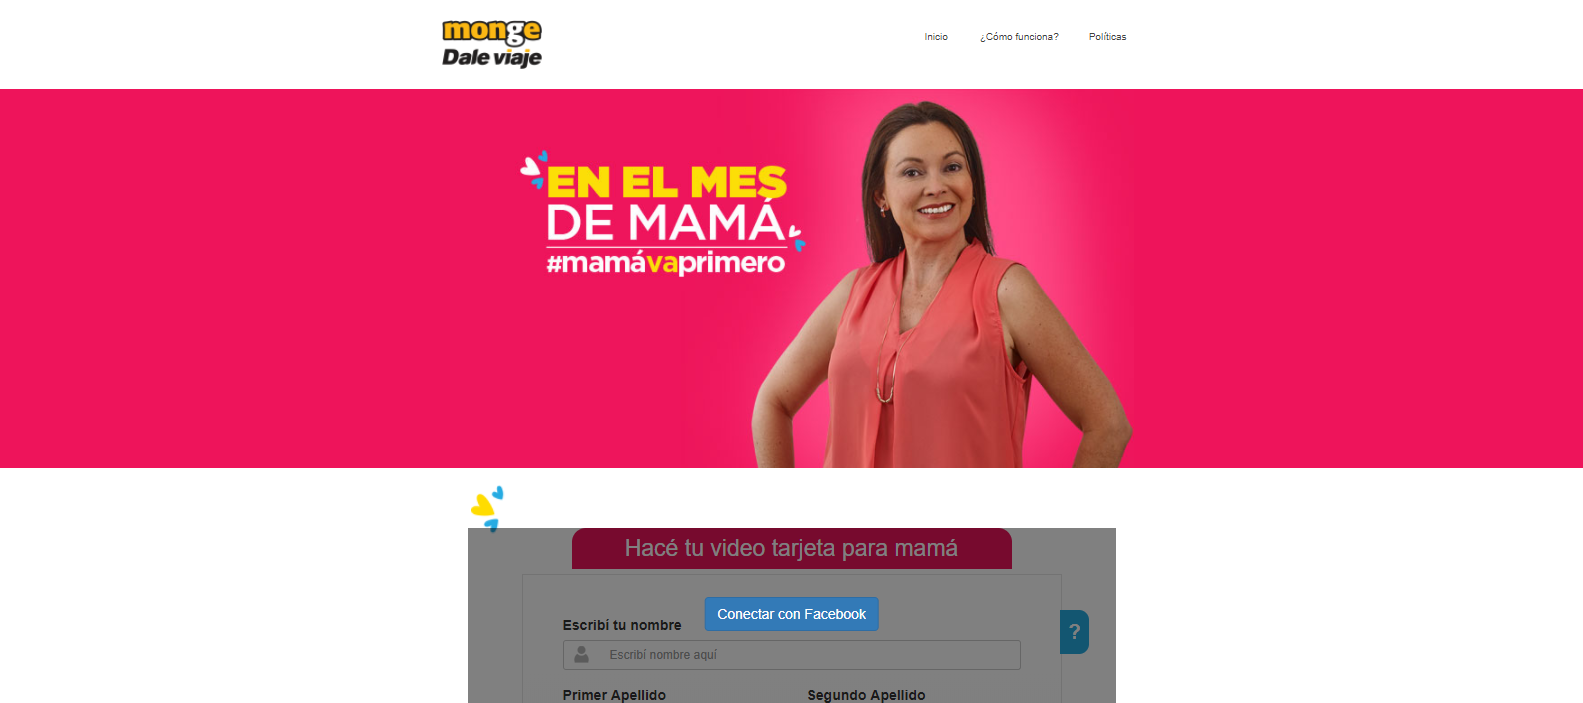 monge
Dale viaje
Inicio
¿Cómo funciona?
Políticas
EN EL MES
DE MAMÁ
#mamávaprimero
Hacé tu video tarjeta para mamá
Conectar con Facebook
Escribí tu nombre
?
Escribí nombre aquí
Primer Apellido
Segundo Apellido